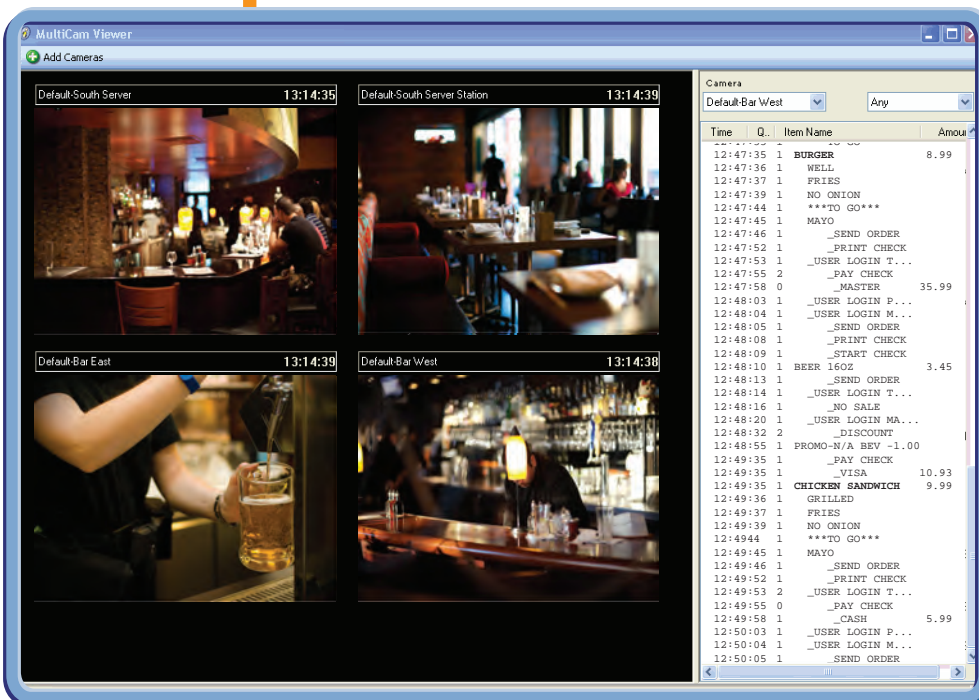 MultiCam Viewer
Add Cameras
Default-South Server 13:14:35
Default-South Server Station 13:14:39
Default-Bar East 13:14:39
Default-Bar West 13:14:38
Camera
Default-Bar West Any
Time Q.. Item Name Amou
12:47:35 1 BURGER 8.99
12:47:36 1 WELL
12:47:37 1 FRIES
12:47:39 1 NO ONION
12:47:44 1 ***TO GO***
12:47:45 1 MAYO
12:47:46 1 _SEND ORDER
12:47:52 1 _PRINT CHECK
12:47:53 1 _USER LOGIN T...
12:47:55 2 _PAY CHECK
12:47:58 0 _MASTER 35.99
12:48:03 1 _USER LOGIN P...
12:48:04 1 _USER LOGIN M...
12:48:05 1 _SEND ORDER
12:48:08 1 _PRINT CHECK
12:48:09 1 _START CHECK
12:48:10 1 BEER 16OZ 3.45
12:48:13 1 _SEND ORDER
12:48:14 1 _USER LOGIN T...
12:48:16 1 _NO SALE
12:48:20 1 _USER LOGIN MA...
12:48:32 2 _DISCOUNT
12:48:55 1 PROMO-N/A BEV -1.00
12:49:35 1 _PAY CHECK
12:49:35 1 _VISA 10.93
12:49:35 1 CHICKEN SANDWICH 9.99
12:49:36 1 GRILLED
12:49:37 1 FRIES
12:49:39 1 NO ONION
12:4944 1 ***TO GO***
12:49:45 1 MAYO
12:49:46 1 _SEND ORDER
12:49:52 1 _PRINT CHECK
12:49:53 2 _USER LOGIN T...
12:49:55 0 _PAY CHECK
12:49:58 1 _CASH 5.99
12:50:03 1 _USER LOGIN P...
12:50:04 1 _USER LOGIN M...
12:50:05 1 _SEND ORDER